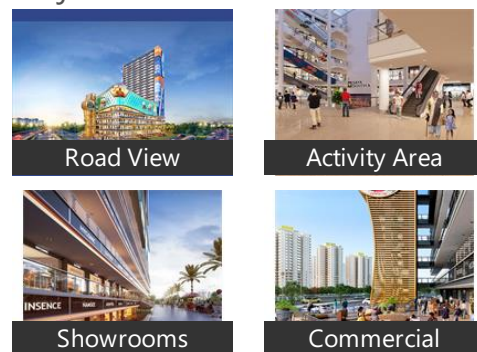 Road View
Activity Area
INSENCE
Showrooms
Commercial